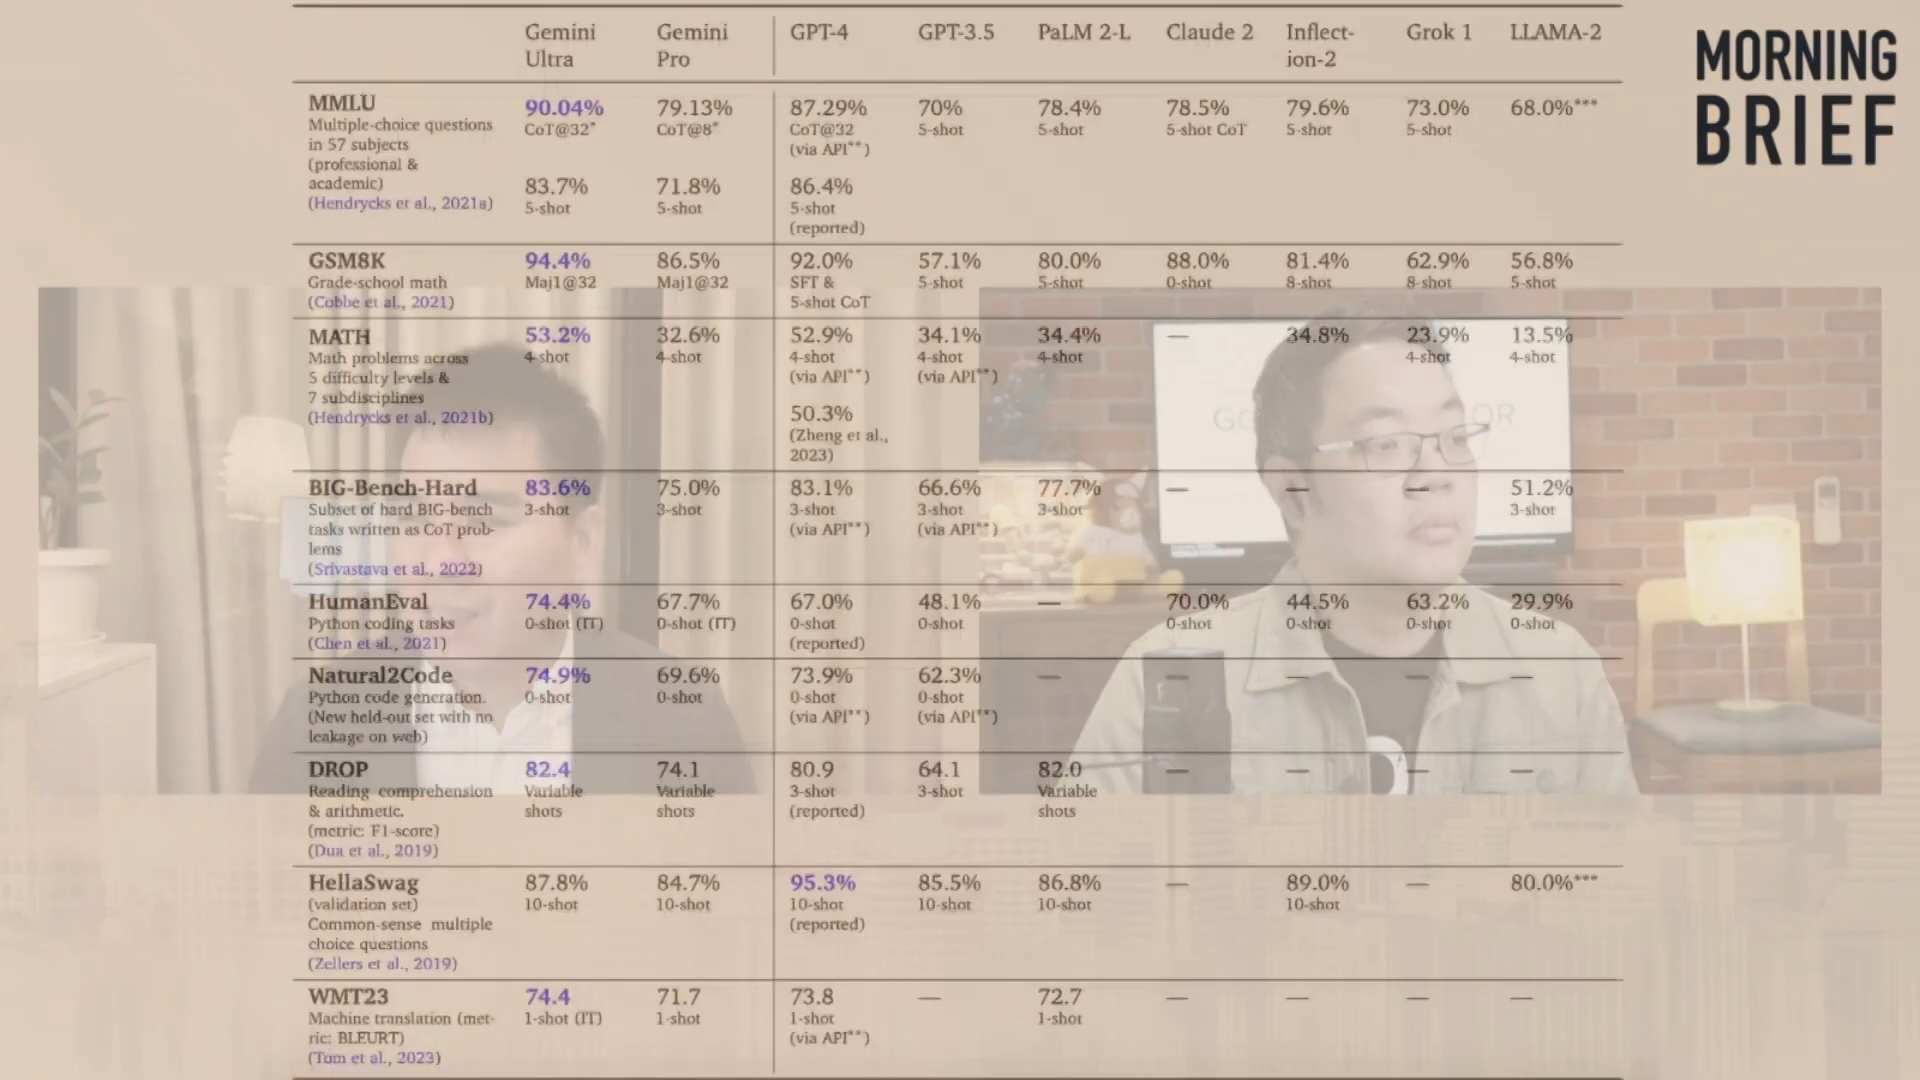 MORNING
BRIEF
Gemini Ultra | Gemini Pro | GPT-4 | GPT-3.5 | PaLM 2-L | Claude 2 | Inflect-ion-2 | Grok 1 | LLAMA-2
MMLU
Multiple-choice questions
in 57 subjects
(professional &
academic)
(Hendrycks et al., 2021a)
90.04%
CoT@32*
83.7%
5-shot
79.13%
CoT@8*
71.8%
5-shot
87.29%
CoT@32
(via API**)
86.4%
5-shot
(reported)
70%
5-shot
78.4%
5-shot
78.5%
5-shot CoT
79.6%
5-shot
73.0%
5-shot
68.0%***
GSM8K
Grade-school math
(Cobbe et al., 2021)
94.4%
Maj1@32
86.5%
Maj1@32
92.0%
SFT &
5-shot CoT
57.1%
5-shot
80.0%
5-shot
88.0%
0-shot
81.4%
8-shot
62.9%
8-shot
56.8%
5-shot
MATH
Math problems across
5 difficulty levels &
7 subdisciplines
(Hendrycks et al., 2021b)
53.2%
4-shot
32.6%
4-shot
52.9%
4-shot
(via API**)
50.3%
(Zheng et al.,
2023)
34.1%
4-shot
(via API**)
34.4%
4-shot
—
34.8%
23.9%
4-shot
13.5%
4-shot
BIG-Bench-Hard
Subset of hard BIG-bench
tasks written as CoT prob-
lems
(Srivastava et al., 2022)
83.6%
3-shot
75.0%
3-shot
83.1%
3-shot
(via API**)
66.6%
3-shot
(via API**)
77.7%
3-shot
—
—
—
51.2%
3-shot
HumanEval
Python coding tasks
(Chen et al., 2021)
74.4%
0-shot (IT)
67.7%
0-shot (IT)
67.0%
0-shot
(reported)
48.1%
0-shot
—
70.0%
0-shot
44.5%
0-shot
63.2%
0-shot
29.9%
0-shot
Natural2Code
Python code generation.
(New held-out set with no
leakage on web)
74.9%
0-shot
69.6%
0-shot
73.9%
0-shot
(via API**)
62.3%
0-shot
(via API**)
—
—
—
—
—
DROP
Reading comprehension
& arithmetic.
(metric: F1-score)
(Dua et al., 2019)
82.4
Variable
shots
74.1
Variable
shots
80.9
3-shot
(reported)
64.1
3-shot
82.0
Variable
shots
—
—
—
—
HellaSwag
(validation set)
Common-sense multiple
choice questions
(Zellers et al., 2019)
87.8%
10-shot
84.7%
10-shot
95.3%
10-shot
(reported)
85.5%
10-shot
86.8%
10-shot
—
89.0%
10-shot
—
80.0%***
WMT23
Machine translation (met-
ric: BLEURT)
(Tom et al., 2023)
74.4
1-shot (IT)
71.7
1-shot
73.8
1-shot
(via API**)
—
72.7
1-shot
—
—
—
—